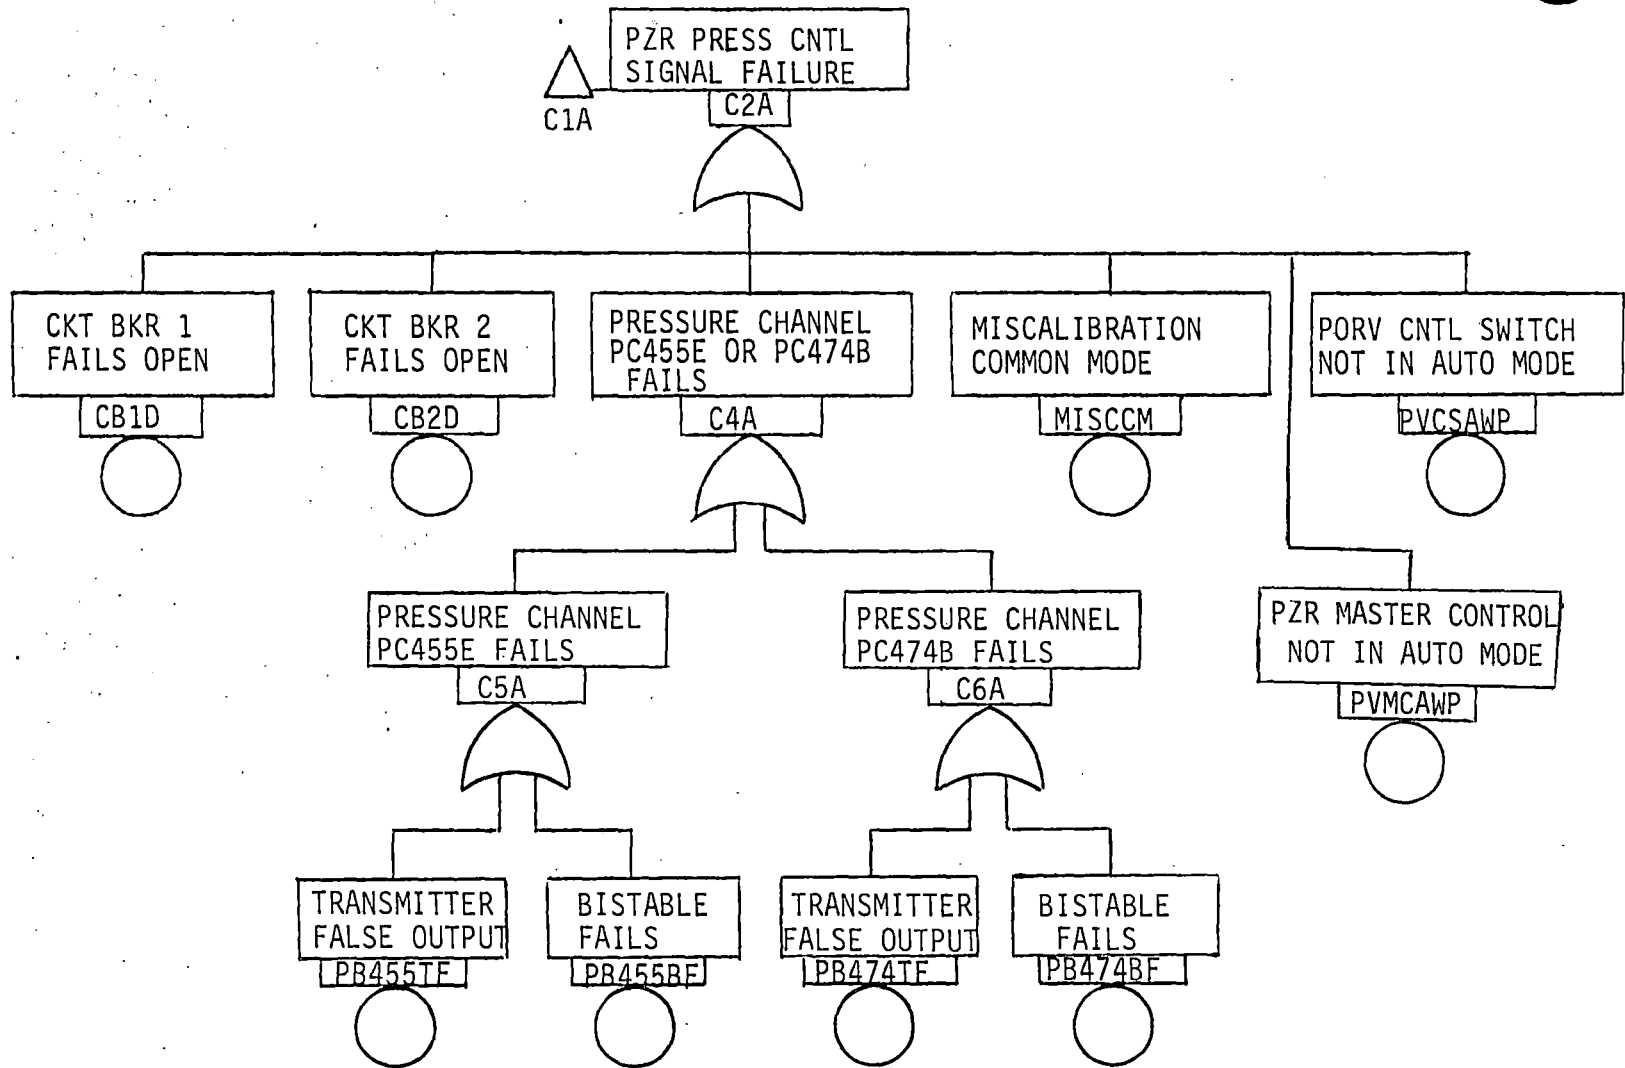 PZR PRESS CNTL
SIGNAL FAILURE
C2A
C1A
CKT BKR 1
FAILS OPEN
CB1D
CKT BKR 2
FAILS OPEN
CB2D
PRESSURE CHANNEL
PC455E OR PC474B
FAILS
C4A
MISCALIBRATION
COMMON MODE
MISCCM
PORV CNTL SWITCH
NOT IN AUTO MODE
PVCSAWP
PRESSURE CHANNEL
PC455E FAILS
C5A
PRESSURE CHANNEL
PC474B FAILS
C6A
PZR MASTER CONTROL
NOT IN AUTO MODE
PVMCAWP
TRANSMITTER
FALSE OUTPUT
PB455TF
BISTABLE
FAILS
PB455BF
TRANSMITTER
FALSE OUTPUT
PB474TF
BISTABLE
FAILS
PB474BF